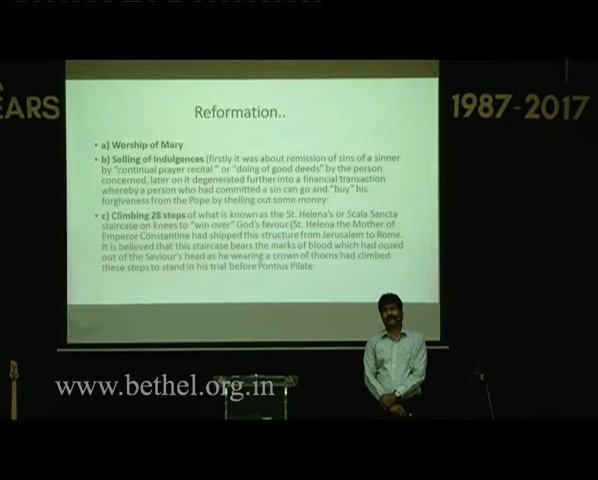 EARS
1987-2017
Reformation..
• a) Worship of Mary
• b) Selling of Indulgences (firstly it was about remission of sins of a sinner
by "continual prayer recital" or "doing of good deeds" by the person
concerned, later on it degenerated further into a financial transaction
whereby a person who had committed a sin can go and "buy" his
forgiveness from the Pope by shelling out some money
• c) Climbing 28 steps of what is known as the St. Helena's or Scala Sancta
staircase on knees to "win over" God's favour (St. Helena the Mother of
Emperor Constantine had shipped this structure from Jerusalem to Rome.
It is believed that this staircase bears the marks of blood which had oozed
out of the Saviour's head as he wearing a crown of thorns had climbed
these steps to stand in his trial before Pontius Pilate
www.bethel.org.in